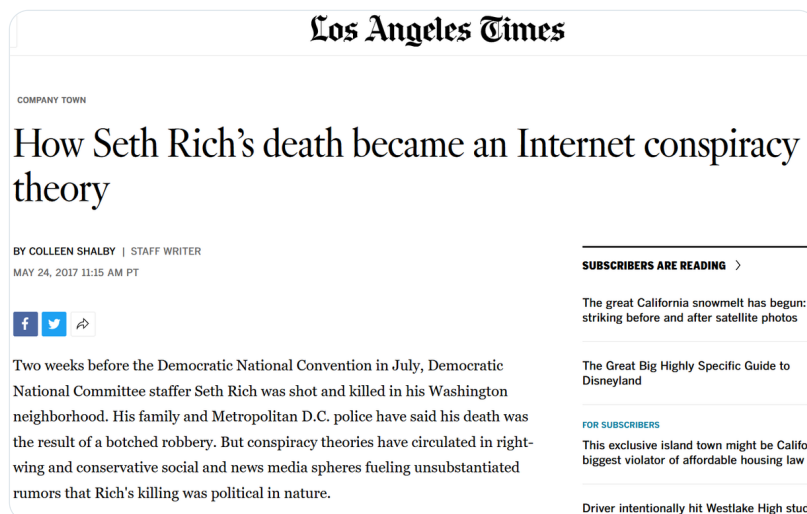 Los Angeles Times
COMPANY TOWN
How Seth Rich’s death became an Internet conspiracy
theory
BY COLLEEN SHALBY | STAFF WRITER
MAY 24, 2017 11:15 AM PT
Two weeks before the Democratic National Convention in July, Democratic
National Committee staffer Seth Rich was shot and killed in his Washington
neighborhood. His family and Metropolitan D.C. police have said his death was
the result of a botched robbery. But conspiracy theories have circulated in right-
wing and conservative social and news media spheres fueling unsubstantiated
rumors that Rich's killing was political in nature.
SUBSCRIBERS ARE READING
The great California snowmelt has begun:
striking before and after satellite photos
The Great Big Highly Specific Guide to
Disneyland
FOR SUBSCRIBERS
This exclusive island town might be Califo
biggest violator of affordable housing law
Driver intentionally hit Westlake High stud